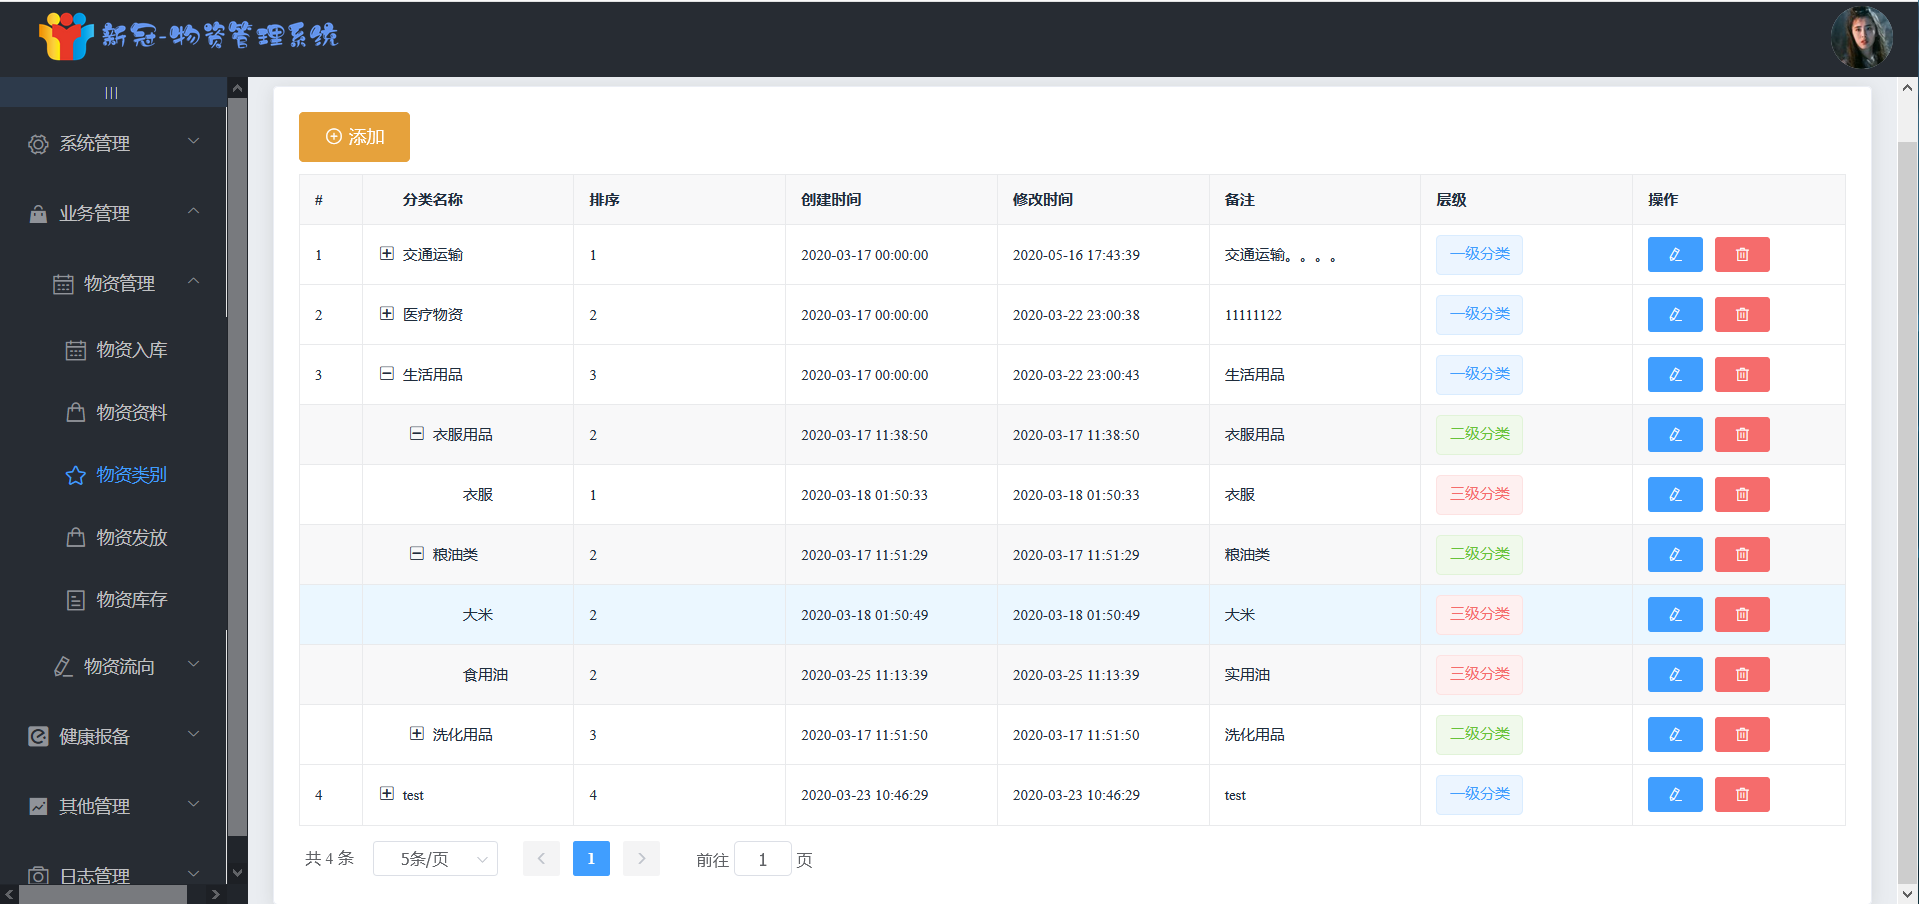 新冠-物资管理系统
系统管理
业务管理
物资管理
物资入库
物资资料
物资类别
物资发放
物资库存
物资流向
健康报备
其他管理
日志管理
添加
# 分类名称 排序 创建时间 修改时间 备注 层级 操作
1 交通运输 1 2020-03-17 00:00:00 2020-05-16 17:43:39 交通运输。。。。 一级分类
2 医疗物资 2 2020-03-17 00:00:00 2020-03-22 23:00:38 11111122 一级分类
3 生活用品 3 2020-03-17 00:00:00 2020-03-22 23:00:43 生活用品 一级分类
衣服用品 2 2020-03-17 11:38:50 2020-03-17 11:38:50 衣服用品 二级分类
衣服 1 2020-03-18 01:50:33 2020-03-18 01:50:33 衣服 三级分类
粮油类 2 2020-03-17 11:51:29 2020-03-17 11:51:29 粮油类 二级分类
大米 2 2020-03-18 01:50:49 2020-03-18 01:50:49 大米 三级分类
食用油 2 2020-03-25 11:13:39 2020-03-25 11:13:39 实用油 三级分类
洗化用品 3 2020-03-17 11:51:50 2020-03-17 11:51:50 洗化用品 二级分类
4 test 4 2020-03-23 10:46:29 2020-03-23 10:46:29 test 一级分类
共 4 条 5条/页 1 前往 1 页